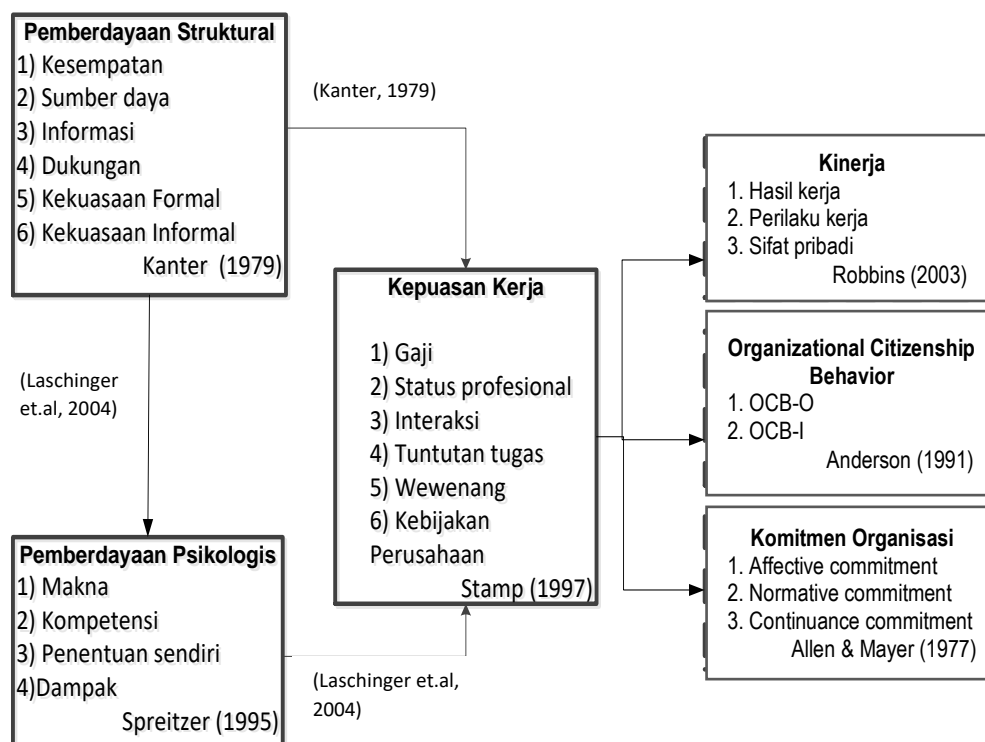 Pemberdayaan Struktural
1) Kesempatan
2) Sumber daya
3) Informasi
4) Dukungan
5) Kekuasaan Formal
6) Kekuasaan Informal
Kanter (1979)
(Kanter, 1979)
(Laschinger
et.al, 2004)
Pemberdayaan Psikologis
1) Makna
2) Kompetensi
3) Penentuan sendiri
4)Dampak
Spreitzer (1995)
(Laschinger et.al,
2004)
Kepuasan Kerja
1) Gaji
2) Status profesional
3) Interaksi
4) Tuntutan tugas
5) Wewenang
6) Kebijakan
Perusahaan
Stamp (1997)
Kinerja
1. Hasil kerja
2. Perilaku kerja
3. Sifat pribadi
Robbins (2003)
Organizational Citizenship
Behavior
1. OCB-O
2. OCB-I
Anderson (1991)
Komitmen Organisasi
1. Affective commitment
2. Normative commitment
3. Continuance commitment
Allen & Mayer (1977)